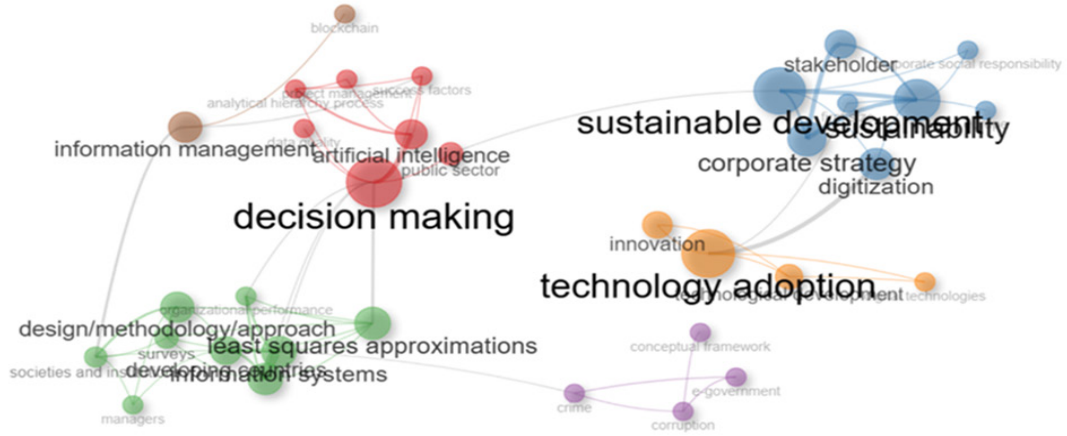 blockchain
stakeholder
corporate social responsibility
project management
success factors
analytical hierarchy process
sustainable development
sustainability
data quality
information management
artificial intelligence
public sector
corporate strategy
digitization
decision making
innovation
technology adoption
technological development
technologies
organizational performance
design/methodology/approach
least squares approximations
surveys
conceptual framework
societies and
developing countries
information systems
e-government
crime
managers
corruption